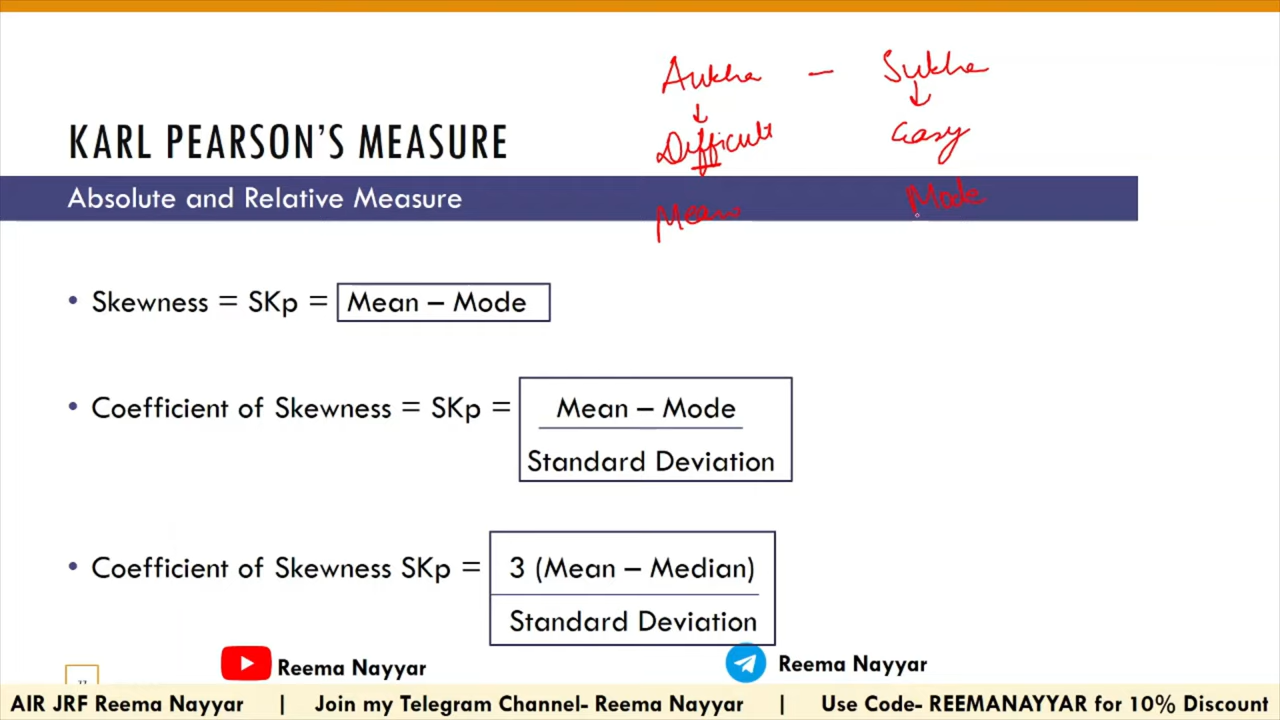 Aukha – Sukha
Difficult Easy
Mean Mode
KARL PEARSON'S MEASURE
Absolute and Relative Measure
• Skewness = SKp = Mean – Mode
• Coefficient of Skewness = SKp = Mean – Mode
Standard Deviation
• Coefficient of Skewness SKp = 3 (Mean – Median)
Standard Deviation
Reema Nayyar Reema Nayyar
AIR JRF Reema Nayyar | Join my Telegram Channel- Reema Nayyar | Use Code- REEMANAYYAR for 10% Discount